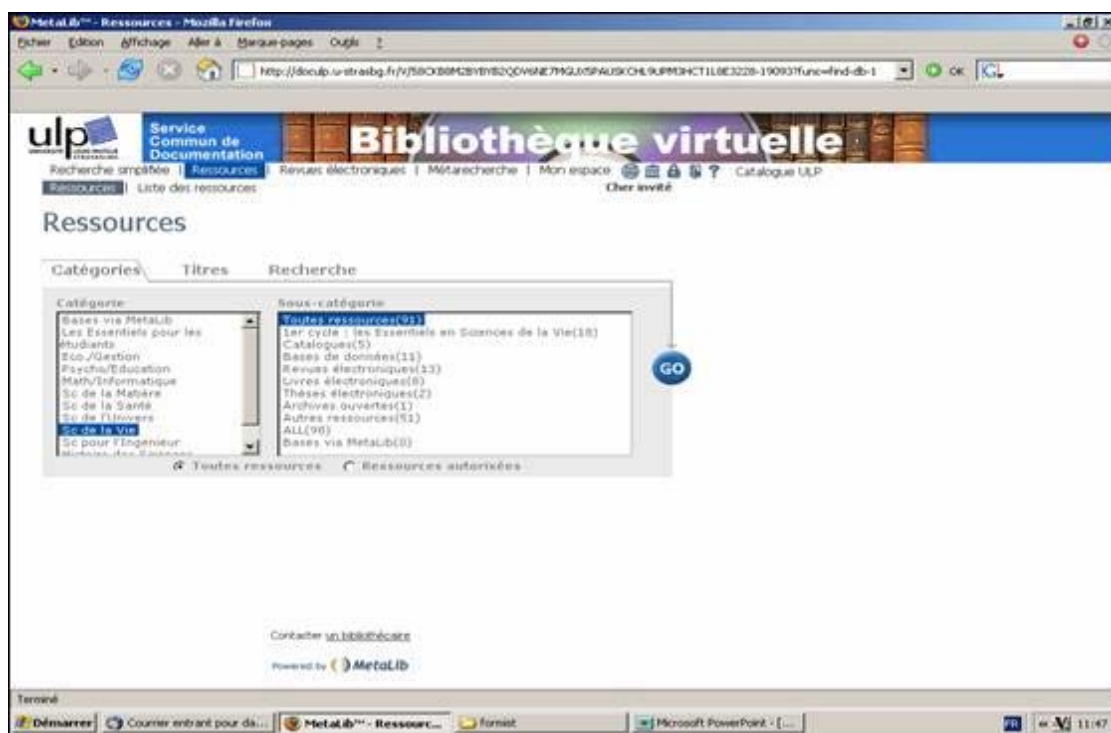 MetaLib™ - Ressources - Mozilla Firefox
Fichier Edition Affichage Aller à Marque-pages Outils ?
OK
ulp
Service
Commun de
Documentation
Bibliothèque virtuelle
Recherche simplifiée | Ressources | Revues électroniques | Métarecherche | Mon espace ? Catalogue ULP
Ressources | Liste des ressources
Cher invité
Ressources
Catégories Titres Recherche
Catégorie
Bases via MetaLib
Les Essentiels pour les
étudiants
Eco./Gestion
Psycho/Education
Math/Informatique
Sc de la Matière
Sc de la Santé
Sc de l'Univers
Sc de la Vie
Sc pour l'Ingenieur
Histoire des Sciences
Sous-catégorie
Toutes ressources(91)
1er cycle : les Essentiels en Sciences de la Vie(18)
Catalogues(5)
Bases de données(11)
Revues électroniques(13)
Livres électroniques(8)
Thèses électroniques(2)
Archives ouvertes(1)
Autres ressources(51)
ALL(98)
Bases via MetaLib(0)
GO
Toutes ressources Ressources autorisées
Contacter un bibliothécaire
Powered by MetaLib
Terminé
Démarrer Courrier entrant pour da... MetaLib™ - Ressourc... formist Microsoft PowerPoint - [... FR 11:47